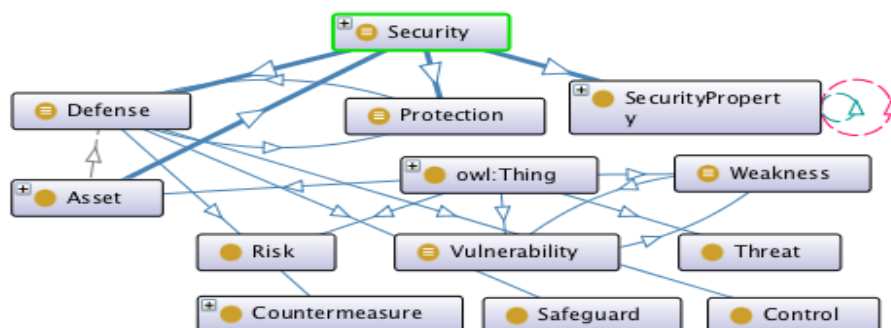 Security
Defense
Protection
SecurityPropert
y
Asset
owl:Thing
Weakness
Risk
Vulnerability
Threat
Countermeasure
Safeguard
Control